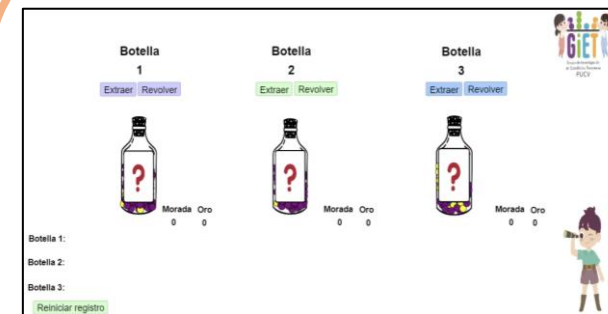 Botella
1
Extraer Revolver
Botella
2
Extraer Revolver
Botella
3
Extraer Revolver
GIET
PUCV
?
?
?
Morada Oro
0 0
Morada Oro
0 0
Morada Oro
0 0
Botella 1:
Botella 2:
Botella 3:
Reiniciar registro